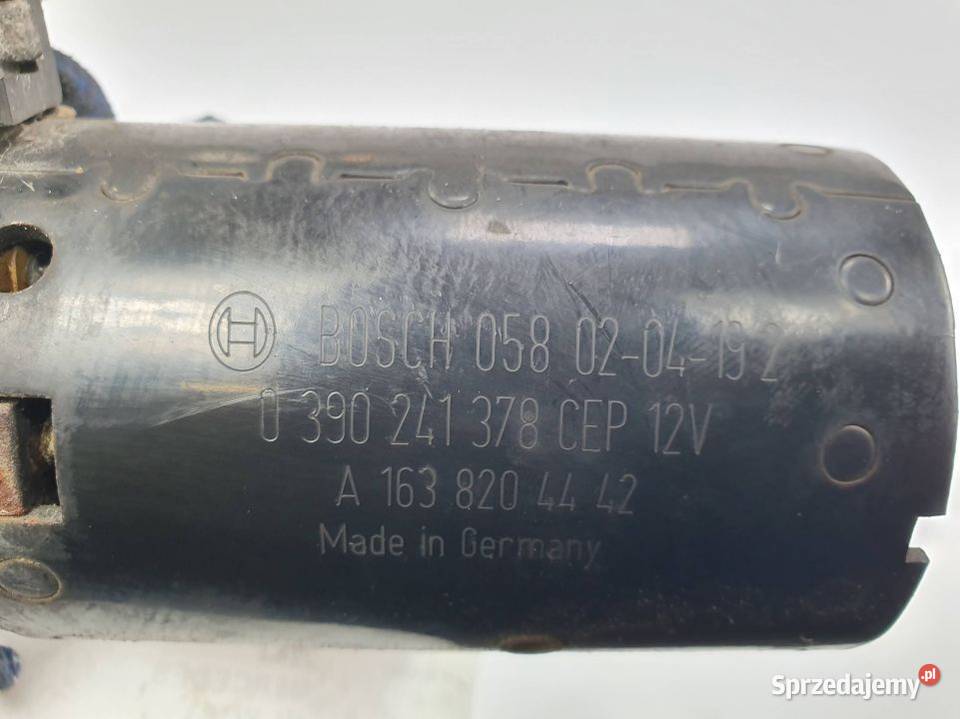 BOSCH 058 02-04-19 2
0 390 241 378 CEP 12V
A 163 820 44 42
Made in Germany
Sprzedajemy.pl